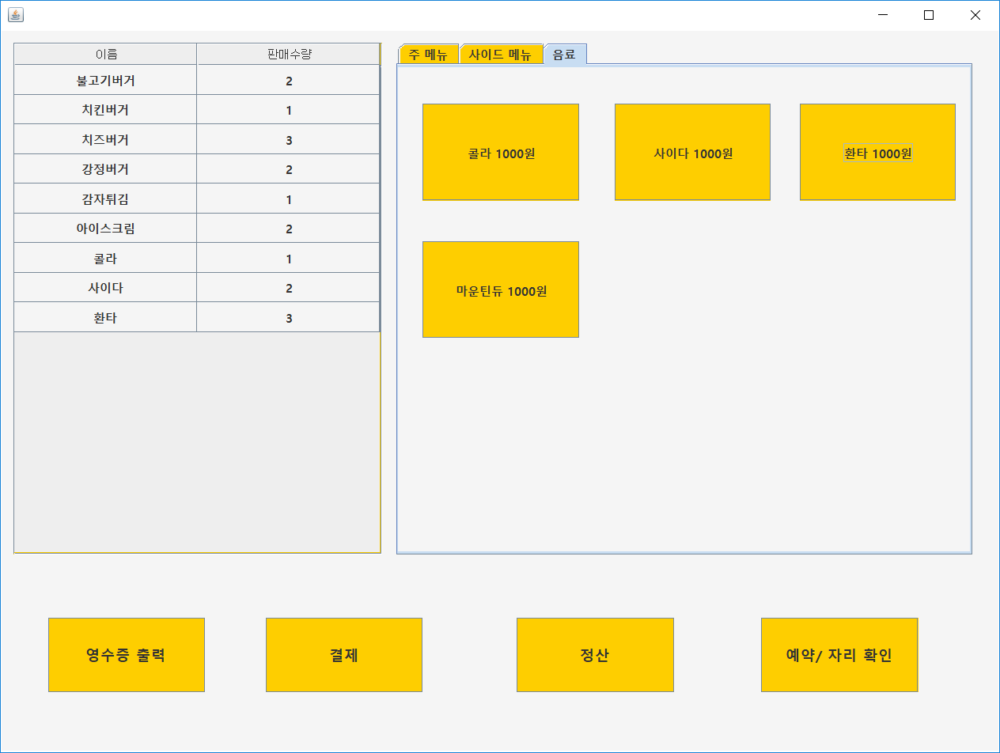 이름 판매수량
불고기버거 2
치킨버거 1
치즈버거 3
강정버거 2
감자튀김 1
아이스크림 2
콜라 1
사이다 2
환타 3
주 메뉴 사이드 메뉴 음료
콜라 1000원 사이다 1000원 환타 1000원
마운틴듀 1000원
영수증 출력 결제 정산 예약/ 자리 확인